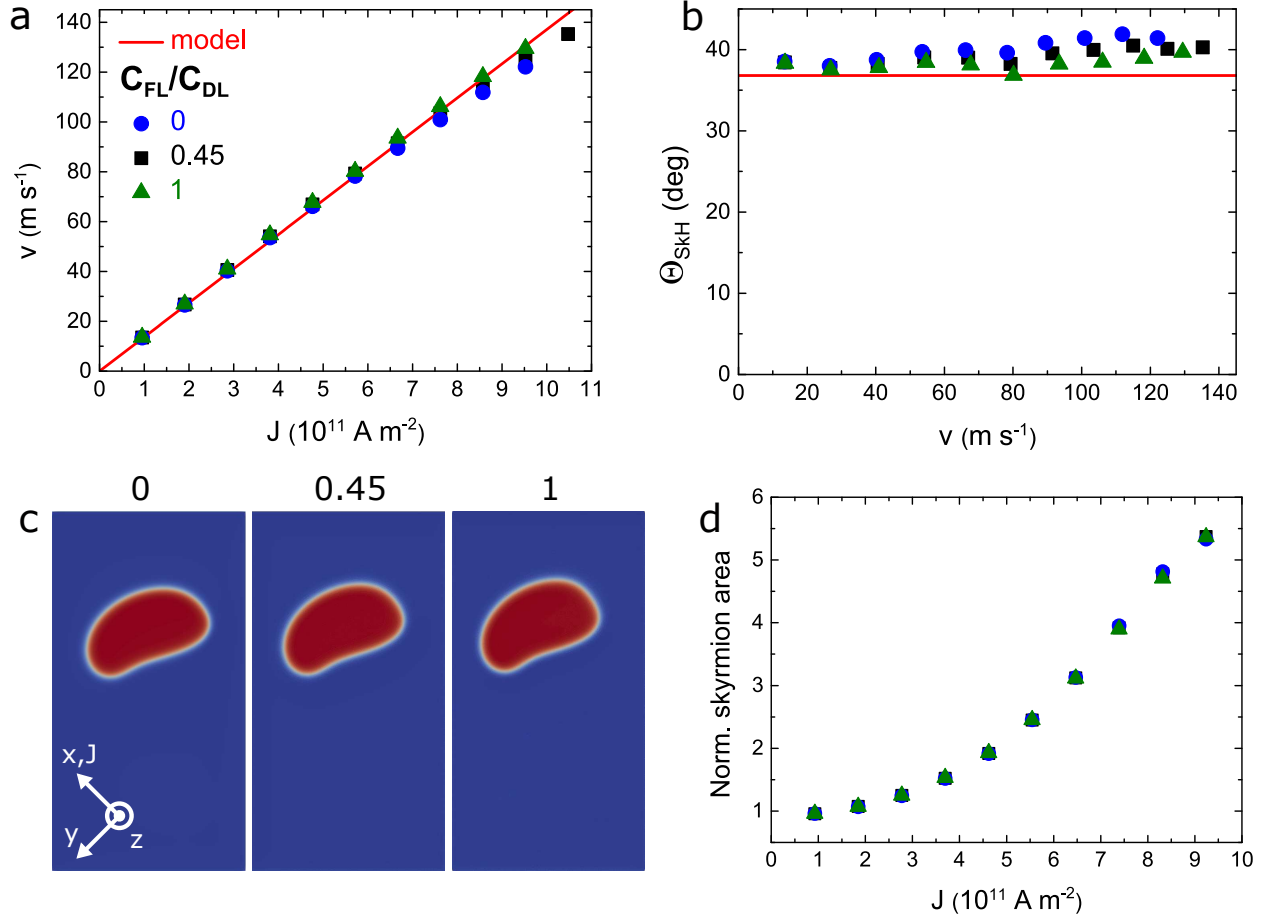 a
model
C_FL/C_DL
0
0.45
1
v (m s⁻¹)
140
120
100
80
60
40
20
0
0 1 2 3 4 5 6 7 8 9 10 11
J (10¹¹ A m⁻²)
b
Θ_SkH (deg)
40
30
20
10
0
0 20 40 60 80 100 120 140
v (m s⁻¹)
c
0 0.45 1
x,J
y z
d
Norm. skyrmion area
6
5
4
3
2
1
0 1 2 3 4 5 6 7 8 9 10
J (10¹¹ A m⁻²)